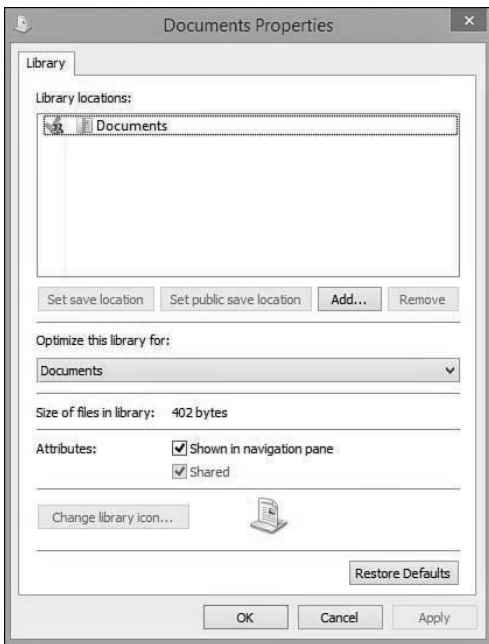 Documents Properties
Library
Library locations:
Documents
Set save location Set public save location Add... Remove
Optimize this library for:
Documents
Size of files in library: 402 bytes
Attributes: Shown in navigation pane
Shared
Change library icon...
Restore Defaults
OK Cancel Apply